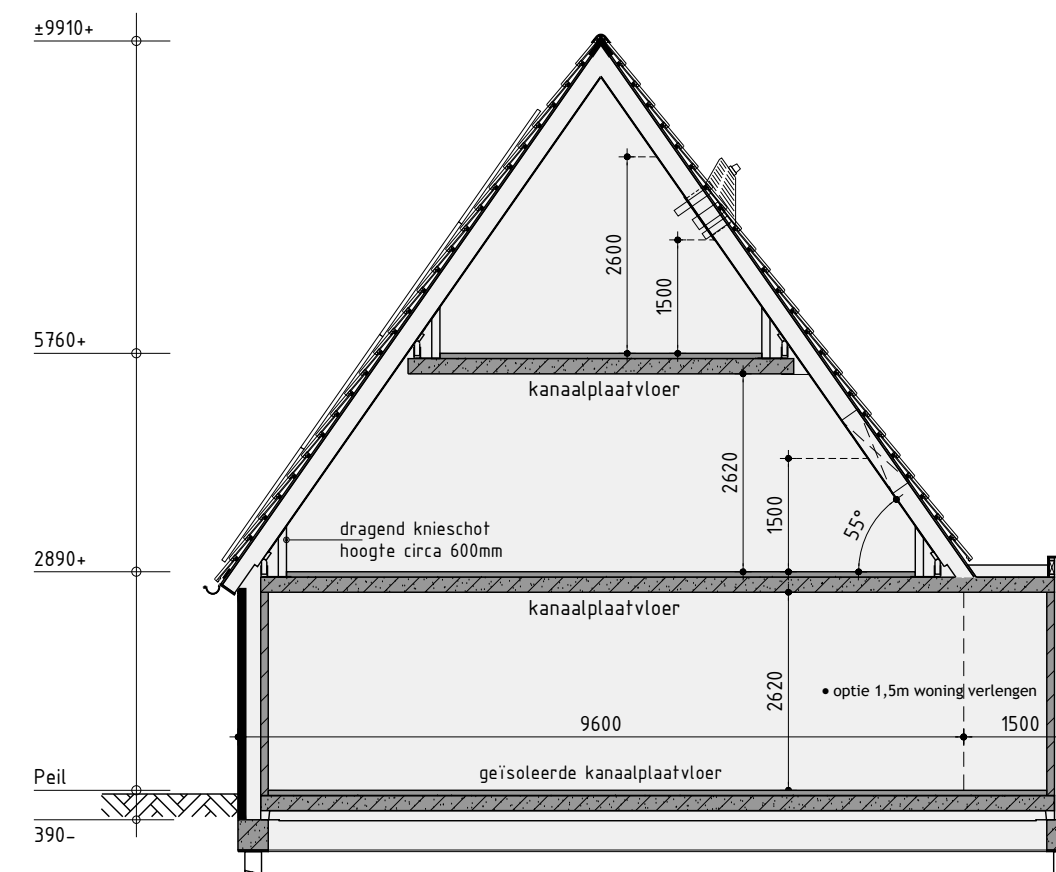 ±9910+
2600
1500
5760+
kanaalplaatvloer
2620
1500
55°
dragend knieschot
hoogte circa 600mm
2890+
kanaalplaatvloer
2620
• optie 1,5m woning verlengen
9600
1500
geïsoleerde kanaalplaatvloer
Peil
390-